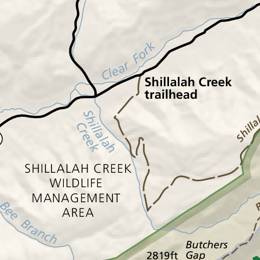 Clear Fork
Shillalah Creek
trailhead
Shillalah
Creek
SHILLALAH CREEK
WILDLIFE
MANAGEMENT
AREA
Bee Branch
2819ft
Butchers
Gap